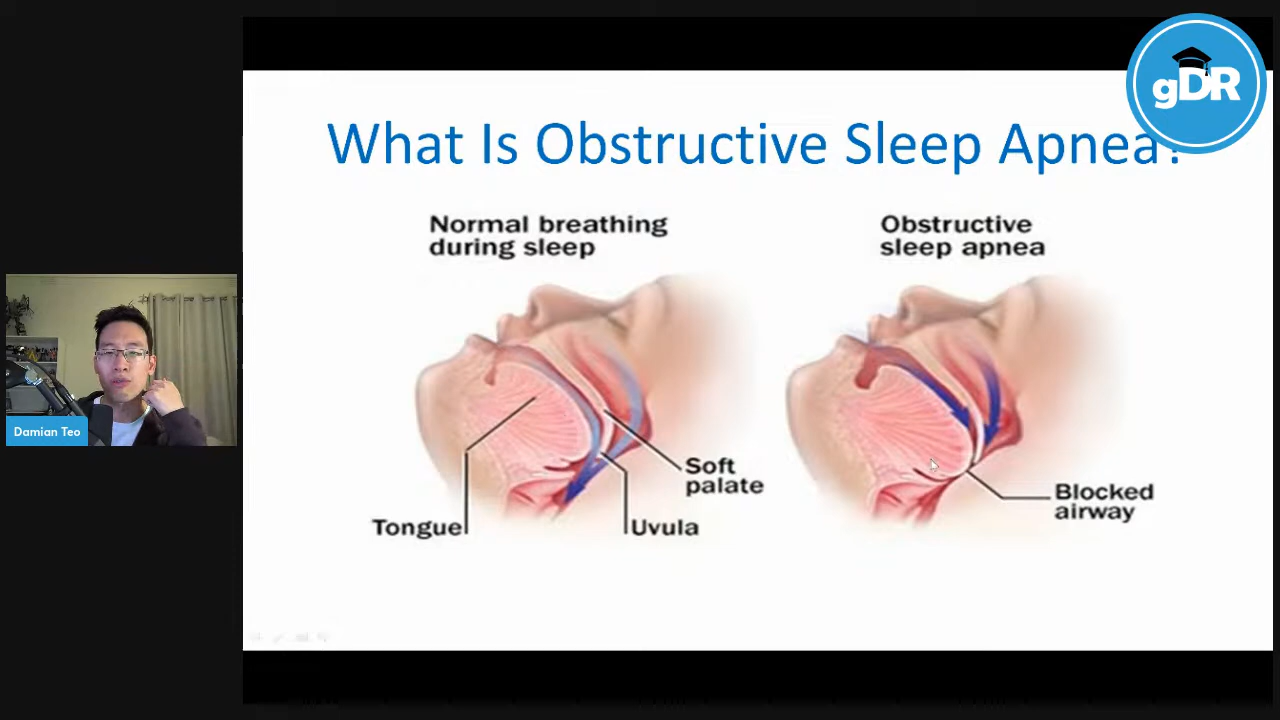 gDR
What Is Obstructive Sleep Apnea?
Normal breathing
during sleep
Obstructive
sleep apnea
Damian Teo
Soft
palate
Tongue
Uvula
Blocked
airway